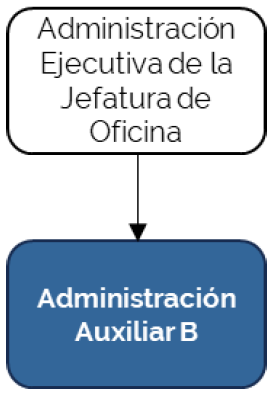 Administración
Ejecutiva de la
Jefatura de
Oficina
Administración
Auxiliar B